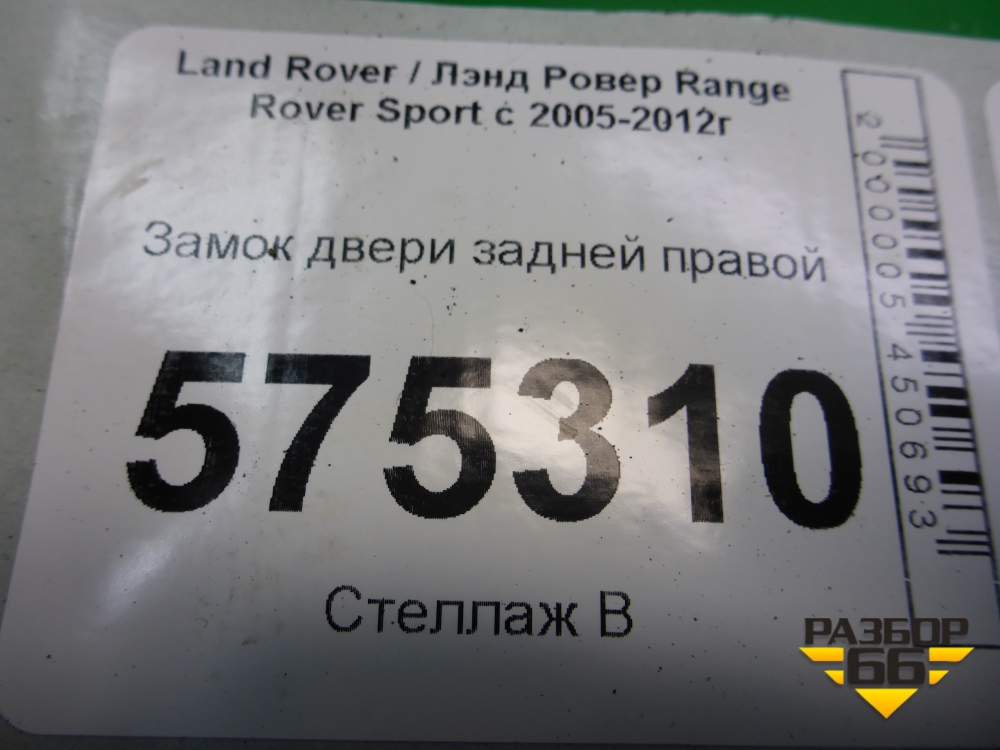 Land Rover / Лэнд Ровер Range
Rover Sport с 2005-2012г
Замок двери задней правой
575310
Стеллаж В
2000005450693
РАЗБОР
66